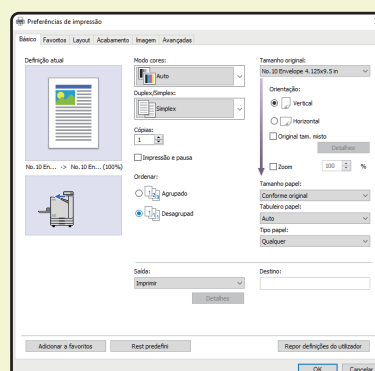 Preferências de impressão
Básico Favoritos Layout Acabamento Imagem Avançadas
Definição atual
No. 10 En... -> No. 10 En... (100%)
Modo cores:
Auto
Duplex/Simplex:
Simplex
Cópias:
1
Impressão e pausa
Ordenar:
Agrupado
Desagrupad
Saída:
Imprimir
Detalhes
Tamanho original:
No. 10 Envelope 4.125x9.5 in
Orientação:
Vertical
Horizontal
Original tam. misto
Detalhes
Zoom 100 %
Tamanho papel:
Conforme original
Tabuleiro papel:
Auto
Tipo papel:
Qualquer
Destino:
Adicionar a favoritos Rest predefini Repor definições do utilizador
OK Cancelar